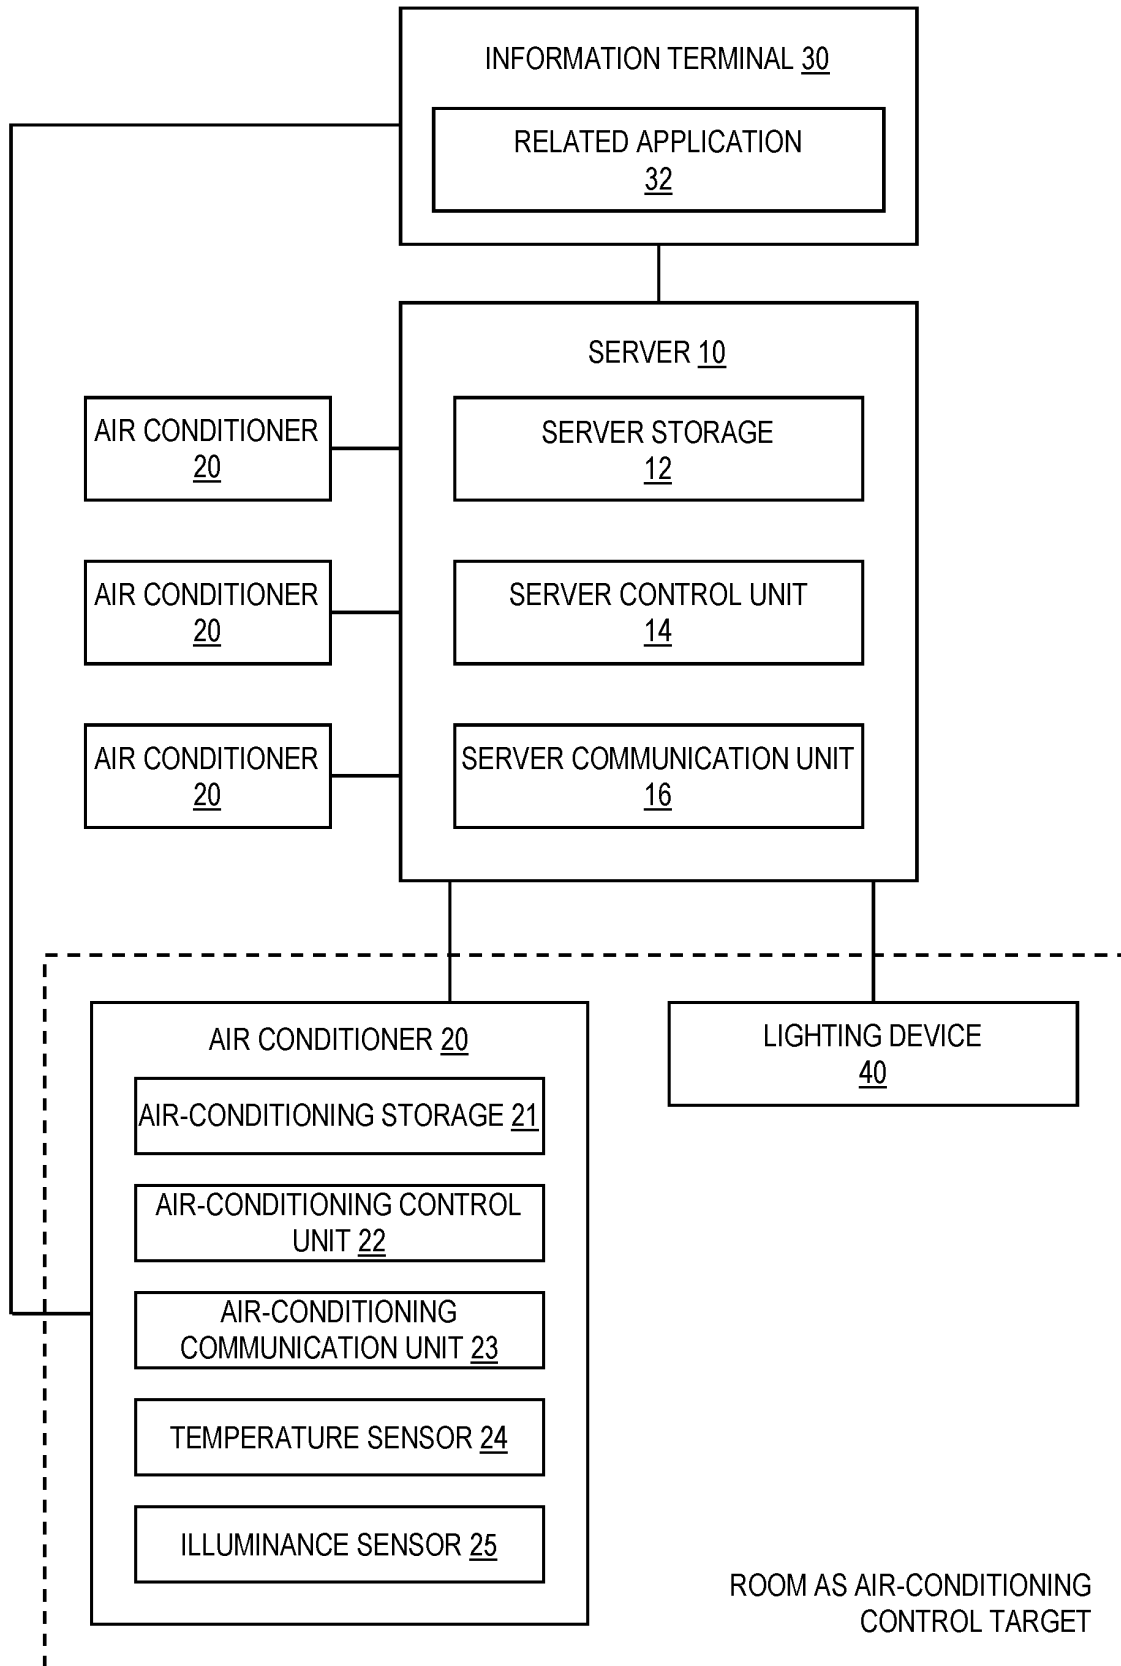 INFORMATION TERMINAL 30
RELATED APPLICATION
32
SERVER 10
AIR CONDITIONER
20
SERVER STORAGE
12
AIR CONDITIONER
20
SERVER CONTROL UNIT
14
AIR CONDITIONER
20
SERVER COMMUNICATION UNIT
16
AIR CONDITIONER 20
AIR-CONDITIONING STORAGE 21
AIR-CONDITIONING CONTROL
UNIT 22
AIR-CONDITIONING
COMMUNICATION UNIT 23
TEMPERATURE SENSOR 24
ILLUMINANCE SENSOR 25
LIGHTING DEVICE
40
ROOM AS AIR-CONDITIONING
CONTROL TARGET